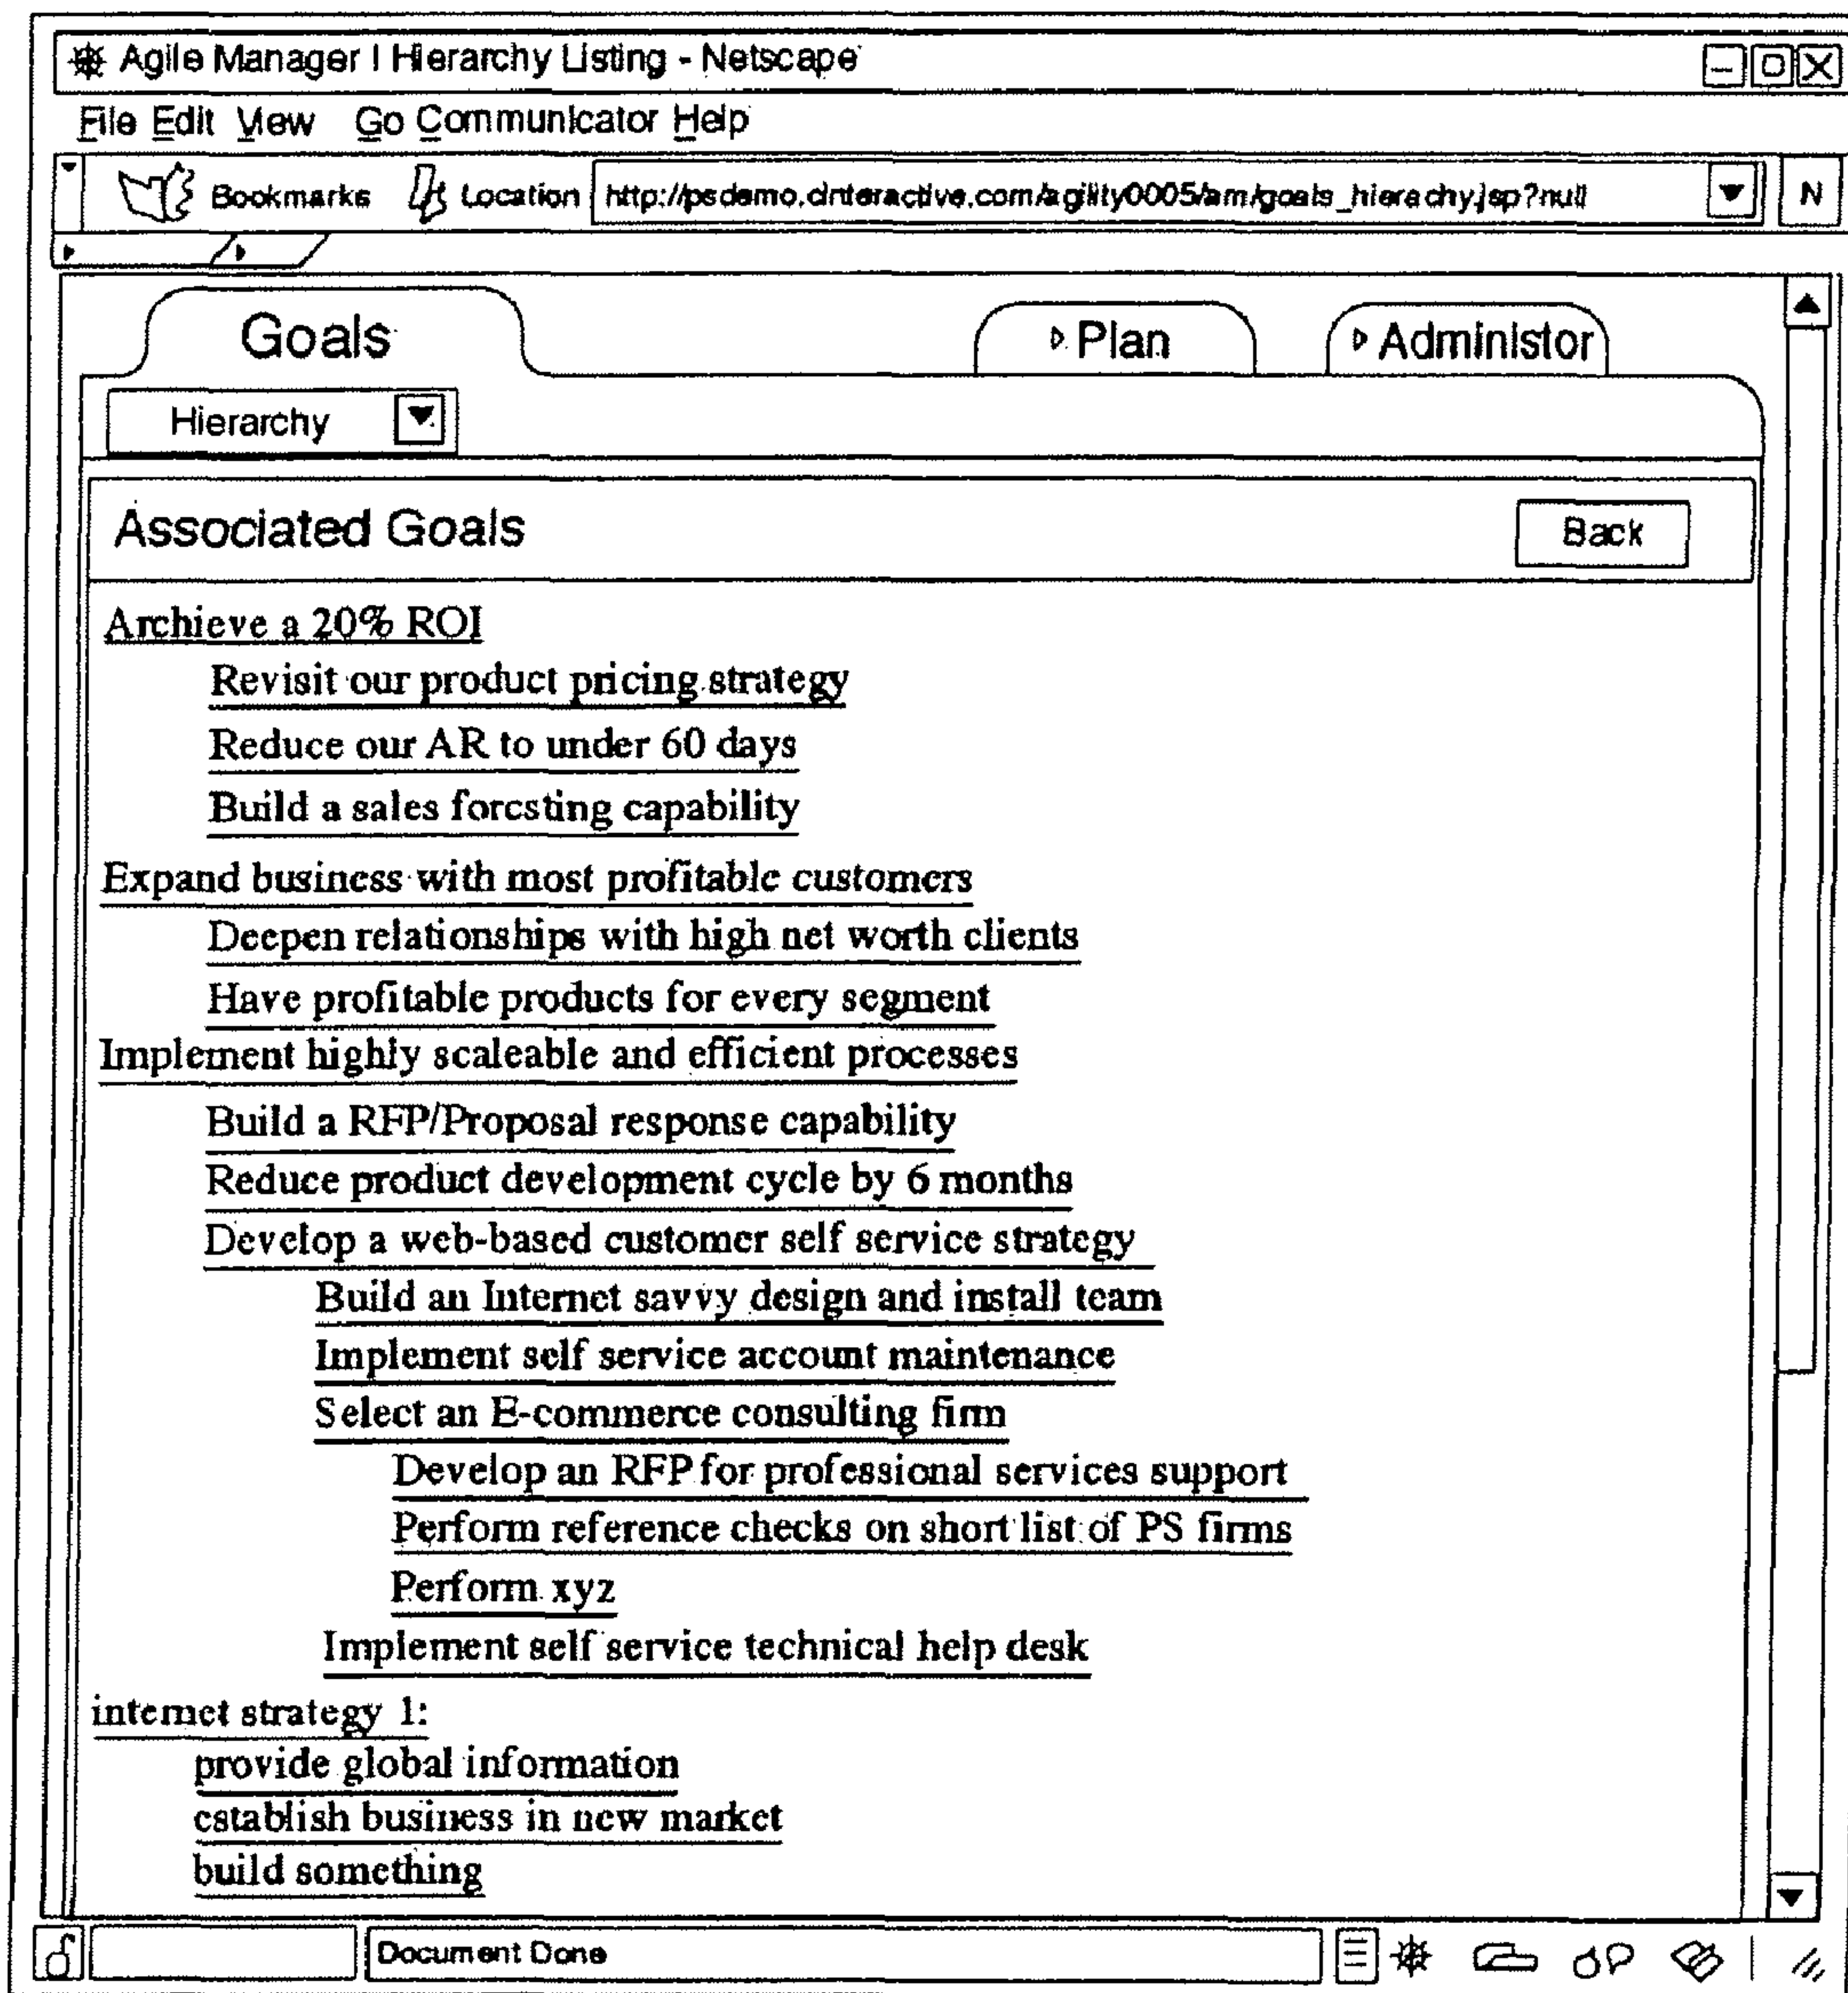 Agile Manager | Hierarchy Listing - Netscape
File Edit View Go Communicator Help
Bookmarks Location http://psdemo.cinteractive.com/agility0005/am/goals_hierachy.jsp?null N
Goals Plan Administor
Hierarchy
Associated Goals Back
Archieve a 20% ROI
Revisit our product pricing strategy
Reduce our AR to under 60 days
Build a sales forcsting capability
Expand business with most profitable customers
Deepen relationships with high net worth clients
Have profitable products for every segment
Implement highly scaleable and efficient processes
Build a RFP/Proposal response capability
Reduce product development cycle by 6 months
Develop a web-based customer self service strategy
Build an Internet savvy design and install team
Implement self service account maintenance
Select an E-commerce consulting firm
Develop an RFP for professional services support
Perform reference checks on short list of PS firms
Perform xyz
Implement self service technical help desk
internet strategy 1:
provide global information
establish business in new market
build something
Document Done